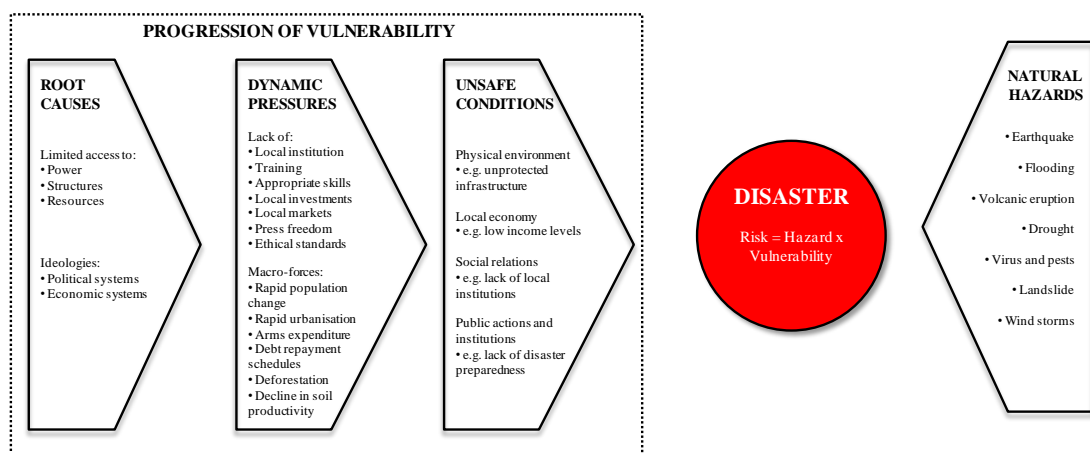 PROGRESSION OF VULNERABILITY
ROOT
CAUSES
Limited access to:
• Power
• Structures
• Resources
Ideologies:
• Political systems
• Economic systems
DYNAMIC
PRESSURES
Lack of:
• Local institution
• Training
• Appropriate skills
• Local investments
• Local markets
• Press freedom
• Ethical standards
Macro-forces:
• Rapid population
change
• Rapid urbanisation
• Arms expenditure
• Debt repayment
schedules
• Deforestation
• Decline in soil
productivity
UNSAFE
CONDITIONS
Physical environment
• e.g. unprotected
infrastructure
Local economy
• e.g. low income levels
Social relations
• e.g. lack of local
institutions
Public actions and
institutions
• e.g. lack of disaster
preparedness
DISASTER
Risk = Hazard x
Vulnerability
NATURAL
HAZARDS
• Earthquake
• Flooding
• Volcanic eruption
• Drought
• Virus and pests
• Landslide
• Wind storms